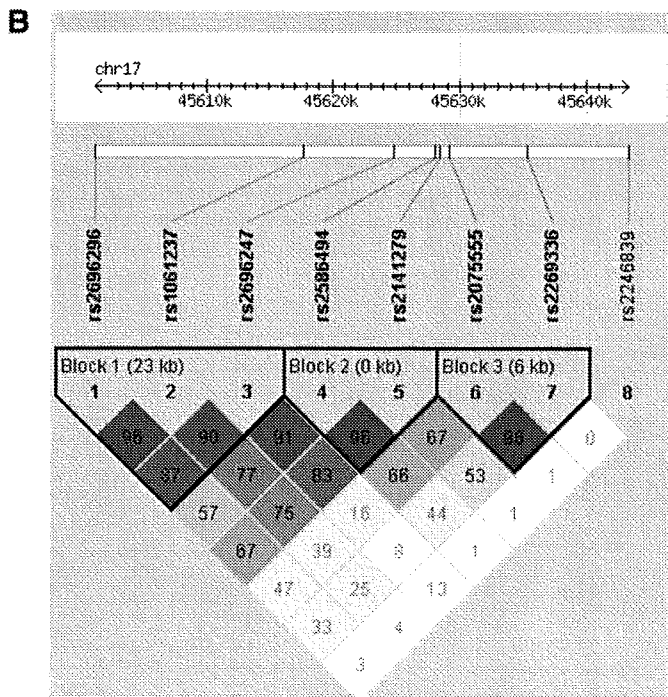 B
chr17
45610k 45620k 45630k 45640k
rs2696296 rs1061237 rs2696247 rs2586494 rs2141279 rs2075555 rs2269336 rs2246839
Block 1 (23 kb) Block 2 (0 kb) Block 3 (6 kb)
1 2 3 4 5 6 7 8
96 90 91 96 67 0
87 77 83 66 53 1
57 75 16 44 1
67 39 8 1
47 25 13
33 4
3